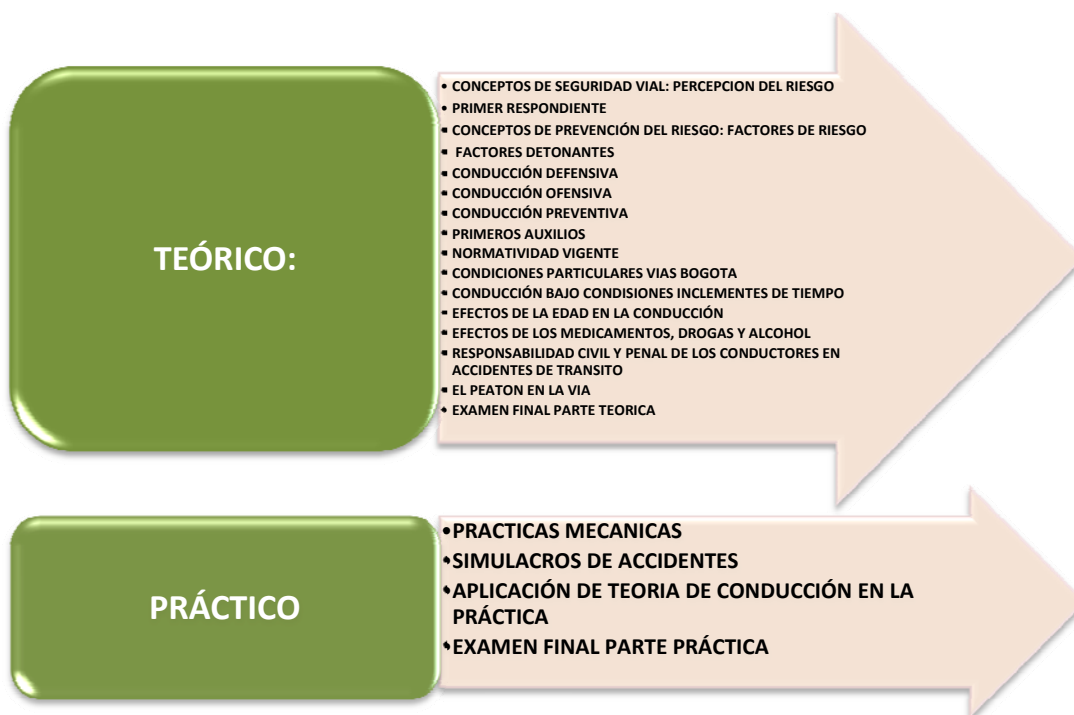 TEÓRICO:
• CONCEPTOS DE SEGURIDAD VIAL: PERCEPCION DEL RIESGO
• PRIMER RESPONDIENTE
• CONCEPTOS DE PREVENCIÓN DEL RIESGO: FACTORES DE RIESGO
• FACTORES DETONANTES
• CONDUCCIÓN DEFENSIVA
• CONDUCCIÓN OFENSIVA
• CONDUCCIÓN PREVENTIVA
• PRIMEROS AUXILIOS
• NORMATIVIDAD VIGENTE
• CONDICIONES PARTICULARES VIAS BOGOTA
• CONDUCCIÓN BAJO CONDISIONES INCLEMENTES DE TIEMPO
• EFECTOS DE LA EDAD EN LA CONDUCCIÓN
• EFECTOS DE LOS MEDICAMENTOS, DROGAS Y ALCOHOL
• RESPONSABILIDAD CIVIL Y PENAL DE LOS CONDUCTORES EN
ACCIDENTES DE TRANSITO
• EL PEATON EN LA VIA
• EXAMEN FINAL PARTE TEORICA
PRÁCTICO
•PRACTICAS MECANICAS
•SIMULACROS DE ACCIDENTES
•APLICACIÓN DE TEORIA DE CONDUCCIÓN EN LA
PRÁCTICA
•EXAMEN FINAL PARTE PRÁCTICA